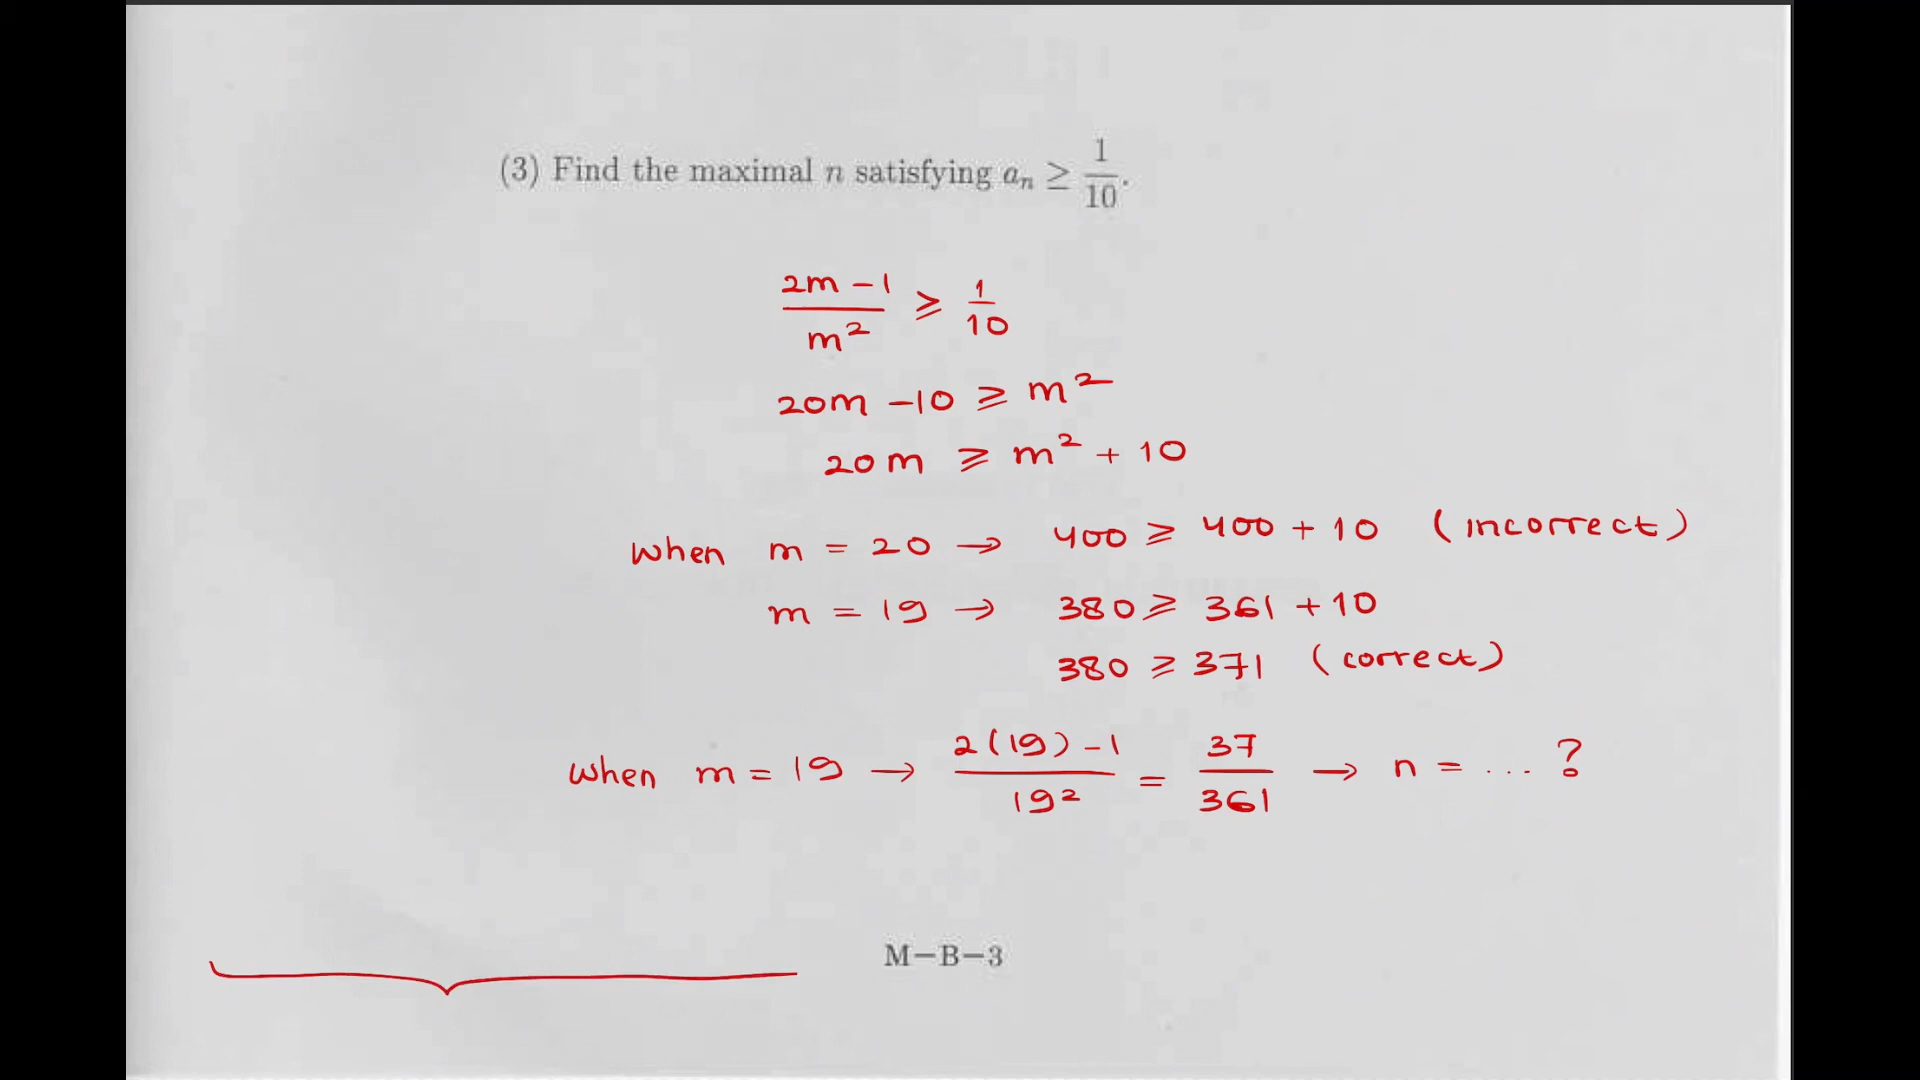 (3) Find the maximal n satisfying aₙ ≥ 1/10.
(2m - 1)/m² ≥ 1/10
20m - 10 ≥ m²
20m ≥ m² + 10
when m = 20 → 400 ≥ 400 + 10 (incorrect)
m = 19 → 380 ≥ 361 + 10
380 ≥ 371 (correct)
when m = 19 → (2(19) - 1)/19² = 37/361 → n = ... ?
M-B-3